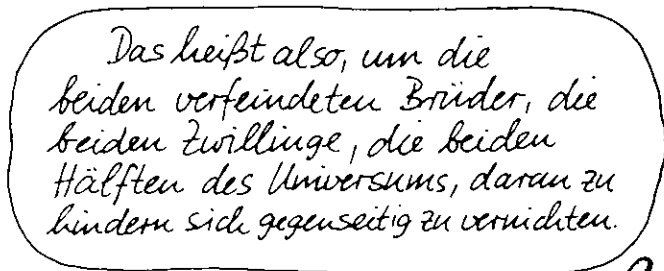 Das heißt also, um die
beiden verfeindeten Brüder, die
beiden Zwillinge, die beiden
Hälften des Universums, daran zu
hindern sich gegenseitig zu vernichten.